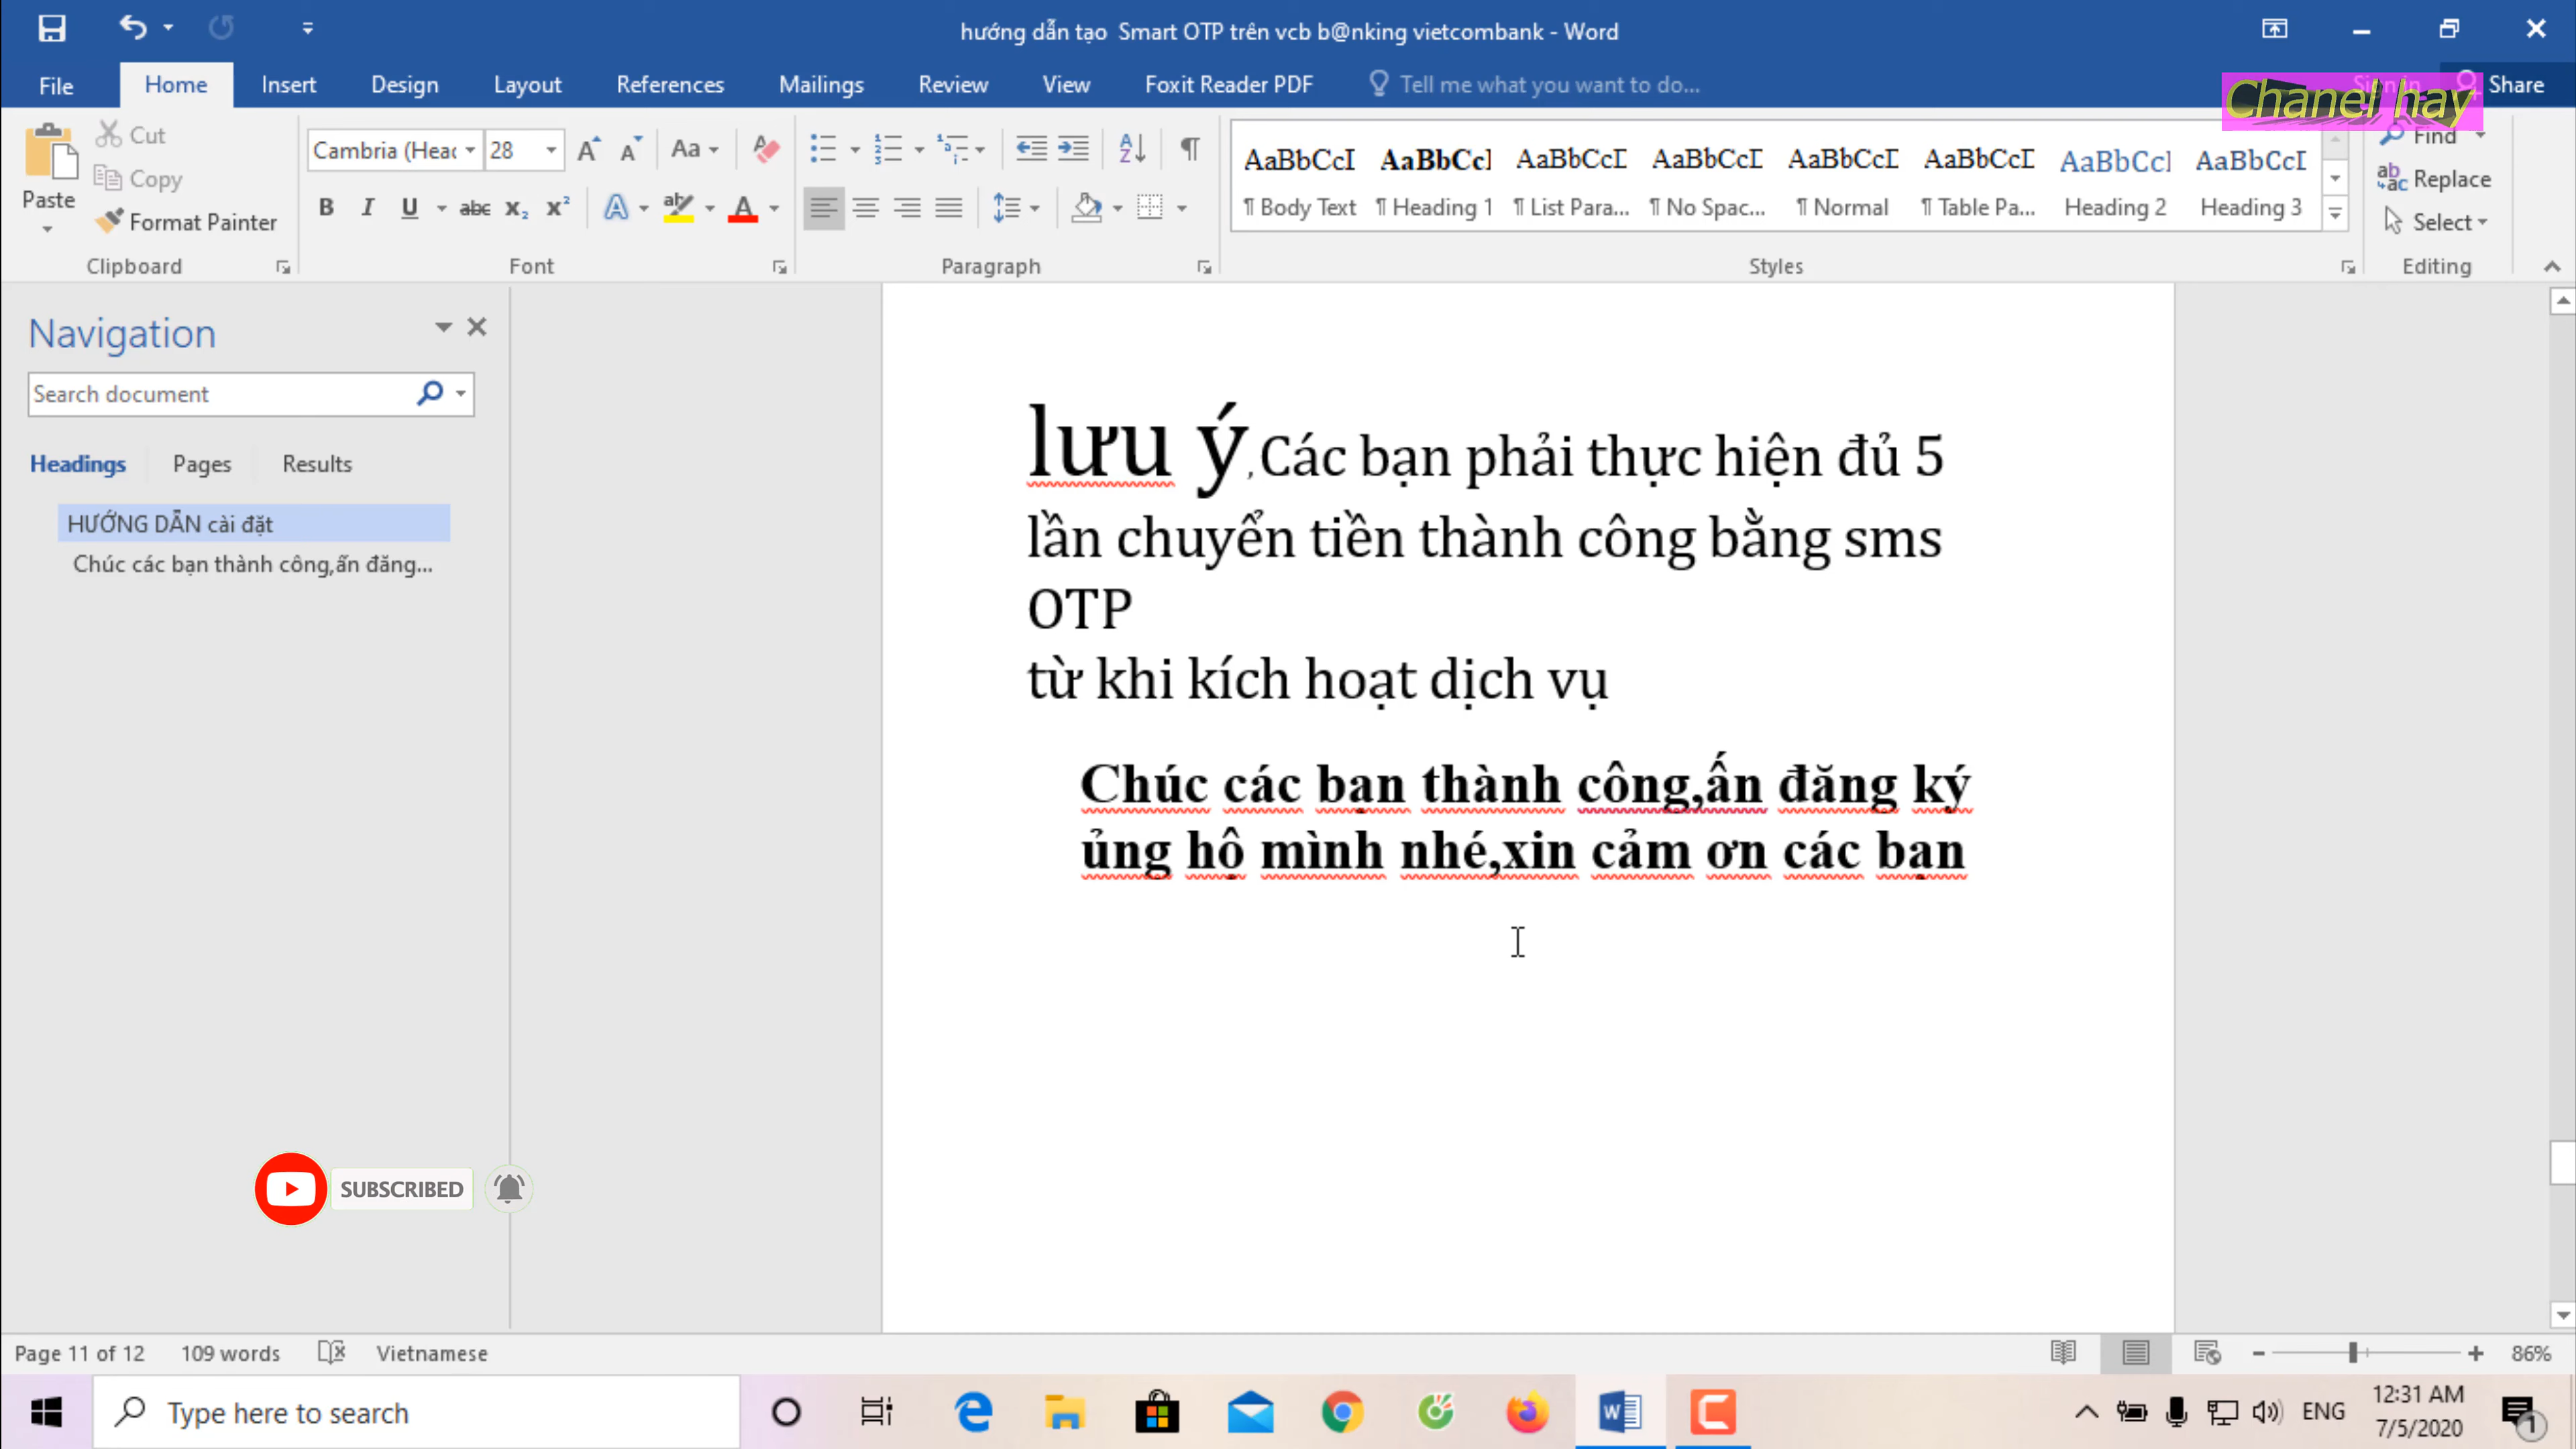 hướng dẫn tạo  Smart OTP trên vcb b@nking vietcombank - Word
File Home Insert Design Layout References Mailings Review View Foxit Reader PDF Tell me what you want to do... Sign in Share
Chanel hay
Paste Cut Copy Format Painter
Clipboard
Cambria (Head 28
Font
Paragraph
AaBbCcI AaBbCcI AaBbCcI AaBbCcI AaBbCcI AaBbCcI AaBbCcI AaBbCcI
¶ Body Text ¶ Heading 1 ¶ List Para... ¶ No Spac... ¶ Normal ¶ Table Pa... Heading 2 Heading 3
Styles
Find
Replace
Select
Editing
Navigation
Search document
Headings Pages Results
HƯỚNG DẪN cài đặt
Chúc các bạn thành công,ấn đăng...
lưu ý,Các bạn phải thực hiện đủ 5
lần chuyển tiền thành công bằng sms
OTP
từ khi kích hoạt dịch vụ
Chúc các bạn thành công,ấn đăng ký
ủng hộ mình nhé,xin cảm ơn các bạn
SUBSCRIBED
Page 11 of 12 109 words Vietnamese 86%
Type here to search ENG 12:31 AM
7/5/2020
1